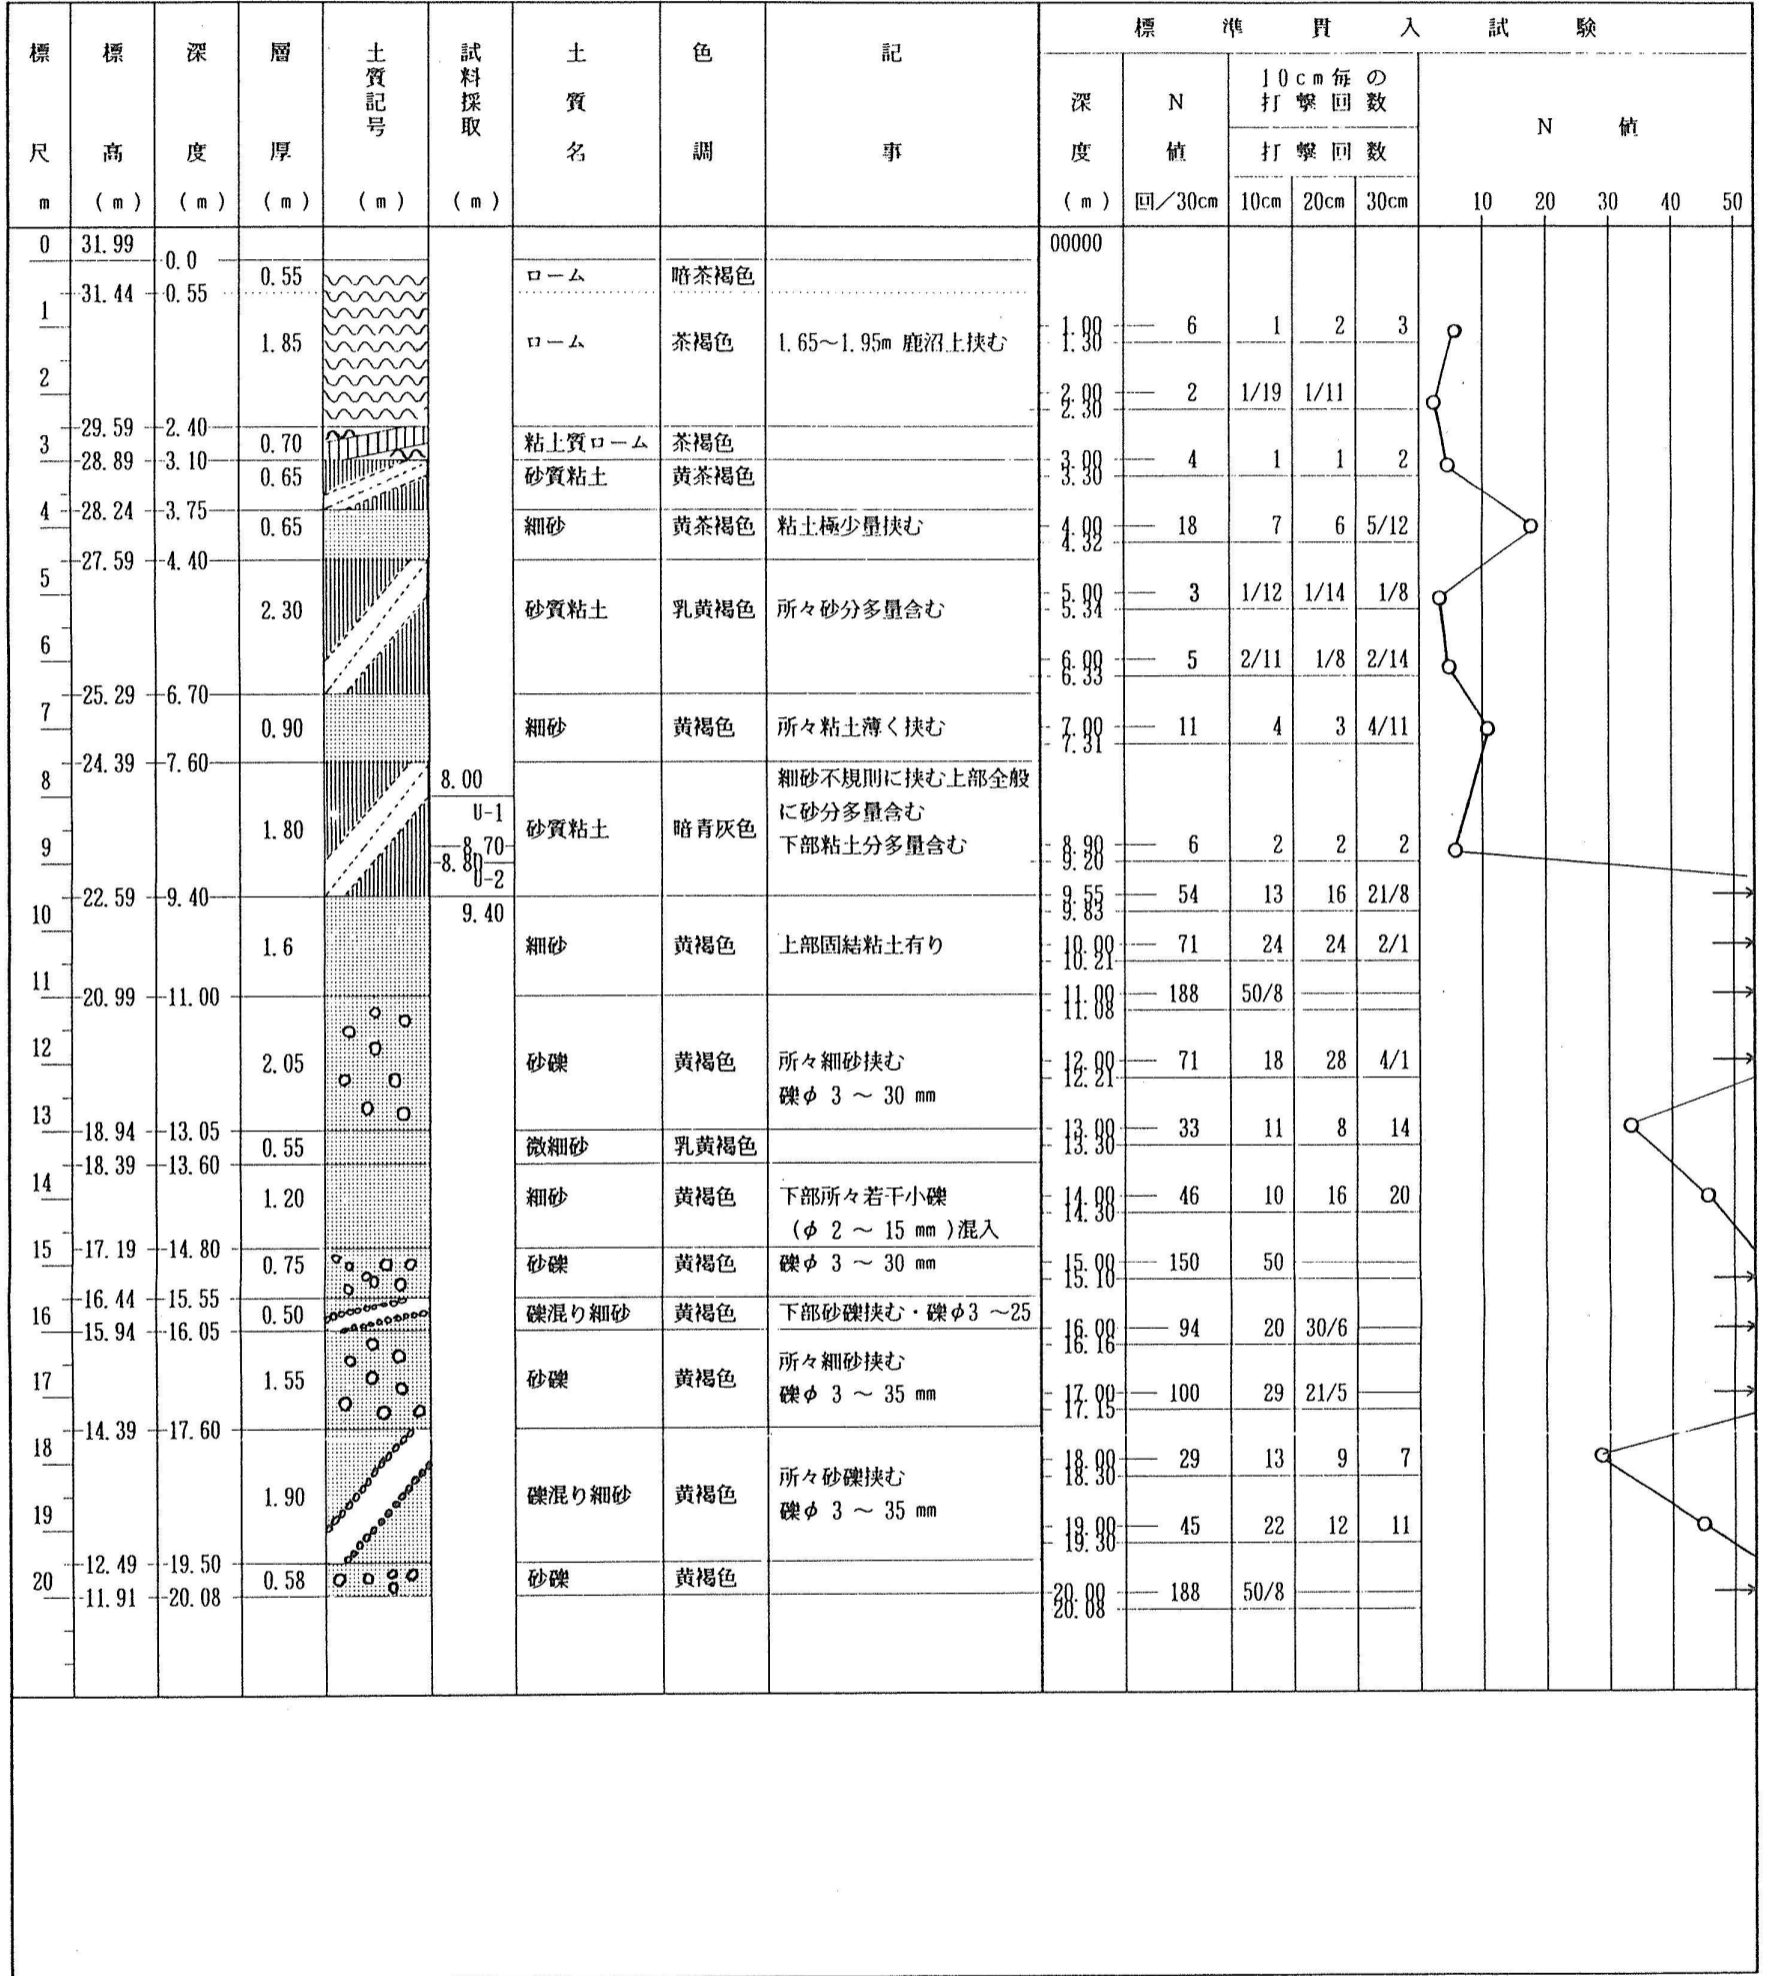 標 準 貫 入 試 験
標尺 m
標高 (m)
深度 (m)
層厚 (m)
土質記号 (m)
試料採取 (m)
土質名
色調
記事
深度 (m)
N値 回/30cm
10cm毎の
打撃回数
打撃回数
10cm 20cm 30cm
N 値
10 20 30 40 50
0 31.99 00000
0.0
0.55 ローム 暗茶褐色
31.44 0.55
1
1.85 ローム 茶褐色 1.65~1.95m 鹿沼土挟む
1.00 6 1 2 3
1.30
2
2.00 2 1/19 1/11
2.30
29.59 2.40
3 0.70 粘土質ローム 茶褐色
28.89 3.10
3.00 4 1 1 2
3.30
0.65 砂質粘土 黄茶褐色
4 28.24 3.75
0.65 細砂 黄茶褐色 粘土極少量挟む
4.00 18 7 6 5/12
4.32
27.59 4.40
5
2.30 砂質粘土 乳黄褐色 所々砂分多量含む
5.00 3 1/12 1/14 1/8
5.34
6
6.00 5 2/11 1/8 2/14
6.33
25.29 6.70
7
0.90 細砂 黄褐色 所々粘土薄く挟む
7.00 11 4 3 4/11
7.31
24.39 7.60
8 8.00 細砂不規則に挟む上部全般
U-1 に砂分多量含む
1.80 砂質粘土 暗青灰色
9 8.70 下部粘土分多量含む
8.80
U-2
8.90 6 2 2 2
9.20
22.59 9.40
9.55 54 13 16 21/8
9.83
10 9.40
1.6 細砂 黄褐色 上部固結粘土有り
10.00 71 24 24 2/1
10.21
11
20.99 11.00
11.00 188 50/8
11.08
12
2.05 砂礫 黄褐色 所々細砂挟む
礫φ 3 ~ 30 mm
12.00 71 18 28 4/1
12.21
13
18.94 13.05
13.00 33 11 8 14
13.30
0.55 微細砂 乳黄褐色
18.39 13.60
14
1.20 細砂 黄褐色 下部所々若干小礫
(φ 2 ~ 15 mm )混入
14.00 46 10 16 20
14.30
15 17.19 14.80
0.75 砂礫 黄褐色 礫φ 3 ~ 30 mm
15.00 150 50
15.10
16.44 15.55
16 0.50 礫混り細砂 黄褐色 下部砂礫挟む・礫φ3 ~25
15.94 16.05
16.00 94 20 30/6
16.16
所々細砂挟む
17 1.55 砂礫 黄褐色
礫φ 3 ~ 35 mm
17.00 100 29 21/5
17.15
14.39 17.60
18
18.00 29 13 9 7
18.30
所々砂礫挟む
1.90 礫混り細砂 黄褐色
礫φ 3 ~ 35 mm
19
19.00 45 22 12 11
19.30
12.49 19.50
20 0.58 砂礫 黄褐色
11.91 20.08
20.00 188 50/8
20.08